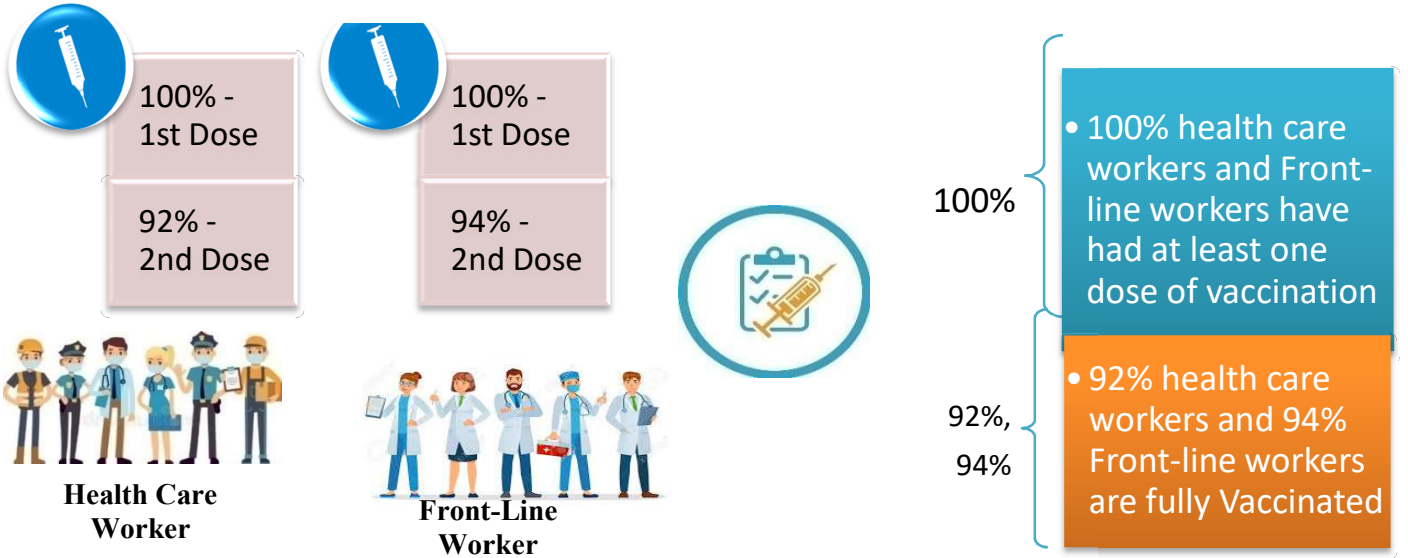 100% -
1st Dose
92% -
2nd Dose
Health Care
Worker
100% -
1st Dose
94% -
2nd Dose
Front-Line
Worker
100%
• 100% health care
workers and Front-
line workers have
had at least one
dose of vaccination
92%,
94%
• 92% health care
workers and 94%
Front-line workers
are fully Vaccinated